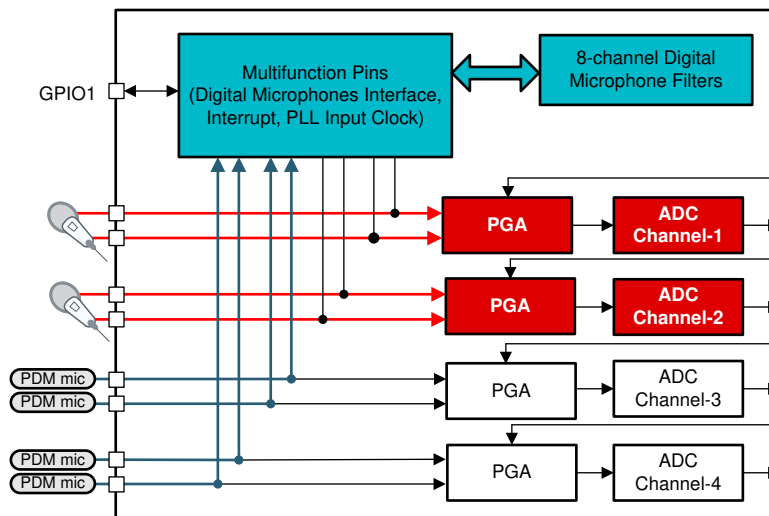 Multifunction Pins
(Digital Microphones Interface,
Interrupt, PLL Input Clock)
8-channel Digital
Microphone Filters
GPIO1
PGA
ADC
Channel-1
PGA
ADC
Channel-2
PDM mic
PDM mic
PGA
ADC
Channel-3
PDM mic
PDM mic
PGA
ADC
Channel-4